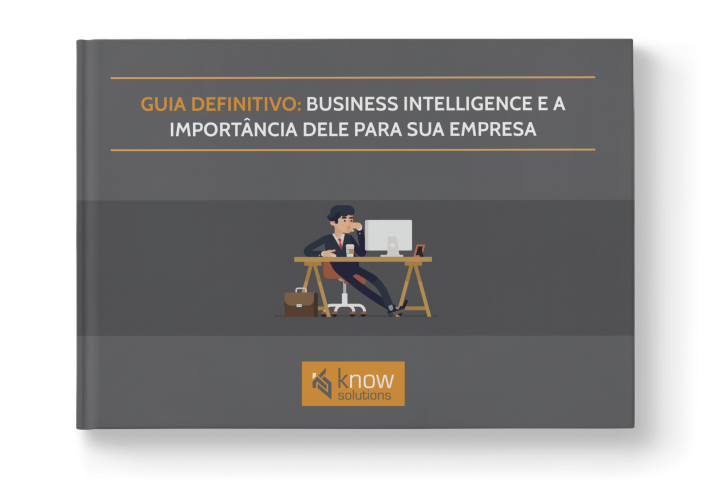 GUIA DEFINITIVO: BUSINESS INTELLIGENCE E A
IMPORTÂNCIA DELE PARA SUA EMPRESA
know
solutions